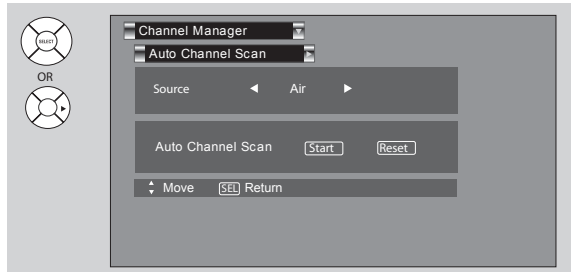 SELECT
OR
Channel Manager
Auto Channel Scan
Source Air
Auto Channel Scan Start Reset
Move SEL Return